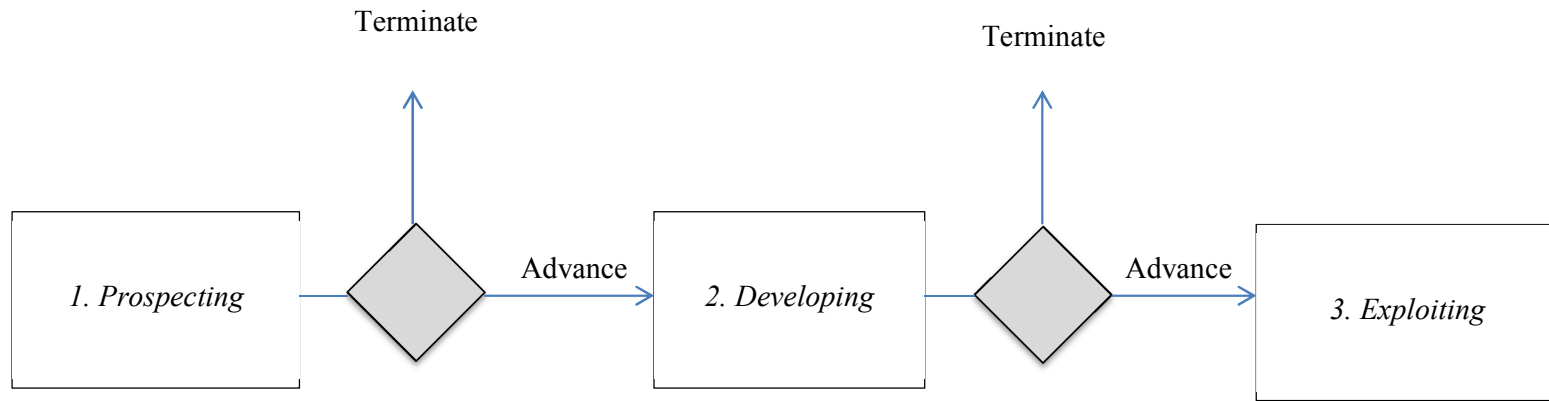 Terminate
Terminate
1. Prospecting
Advance
2. Developing
Advance
3. Exploiting